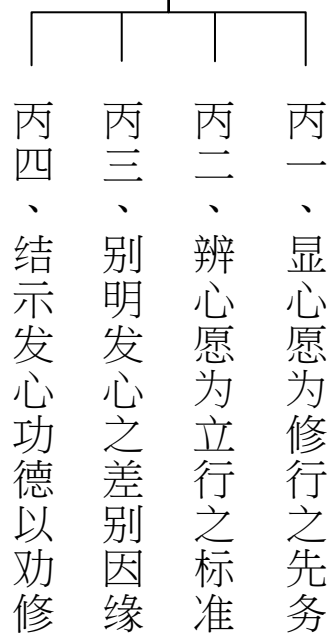 丙一、显心愿为修行之先务
丙二、辨心愿为立行之标准
丙三、别明发心之差别因缘
丙四、结示发心功德以劝修